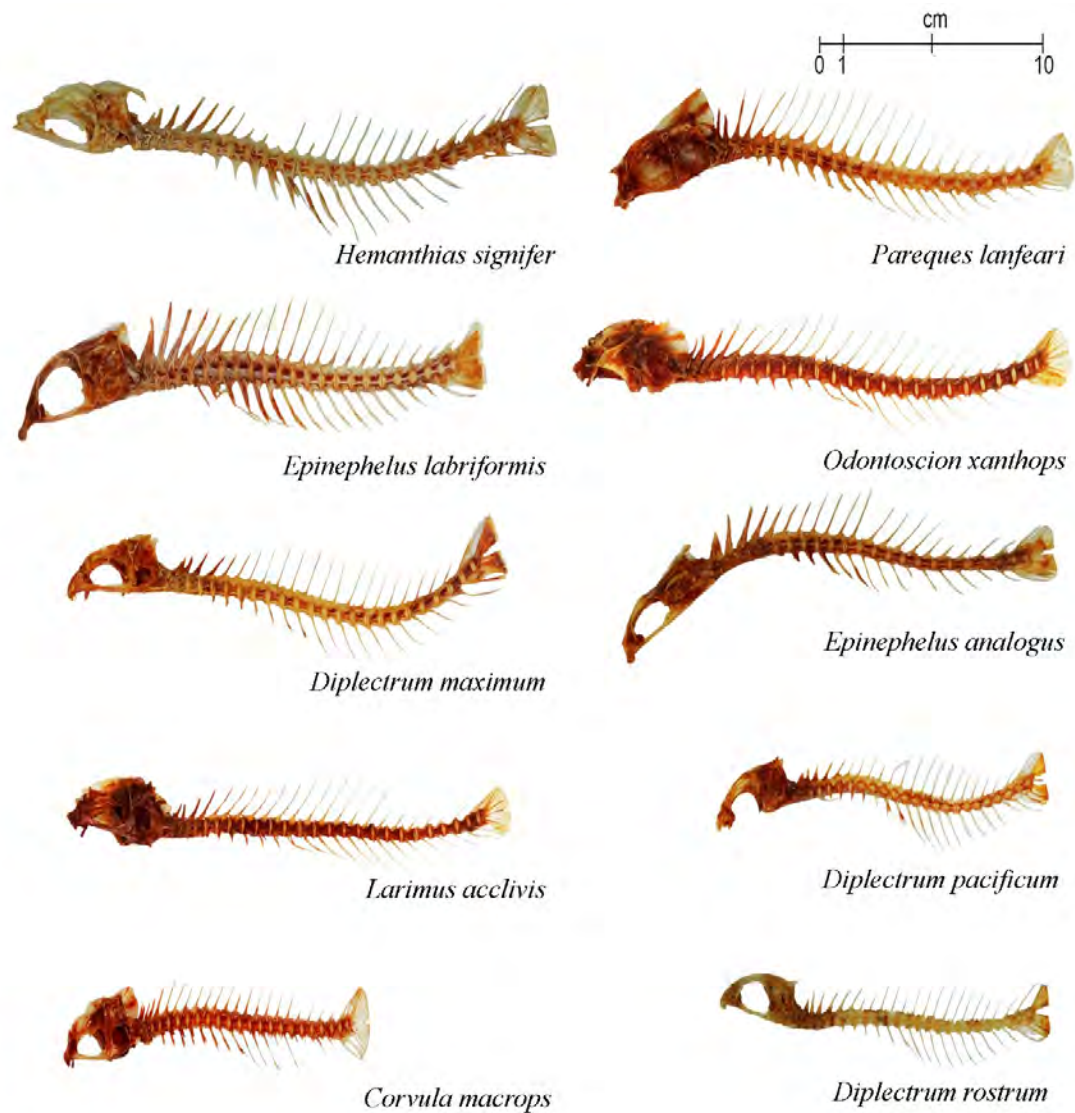 cm
0 1 10
Hemanthias signifer
Pareques lanfeari
Epinephelus labriformis
Odontoscion xanthops
Diplectrum maximum
Epinephelus analogus
Larimus acclivis
Diplectrum pacificum
Corvula macrops
Diplectrum rostrum